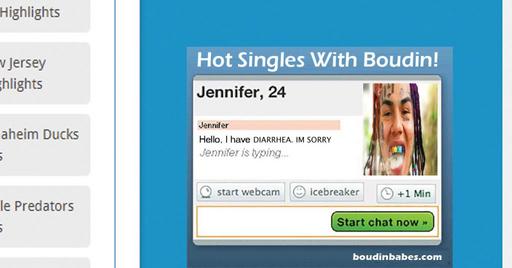 Highlights
w Jersey
ghlights
aheim Ducks
s
le Predators
s
Hot Singles With Boudin!
Jennifer, 24
Jennifer
Hello, I have DIARRHEA. IM SORRY
Jennifer is typing...
start webcam
icebreaker
+1 Min
Start chat now »
boudinbabes.com